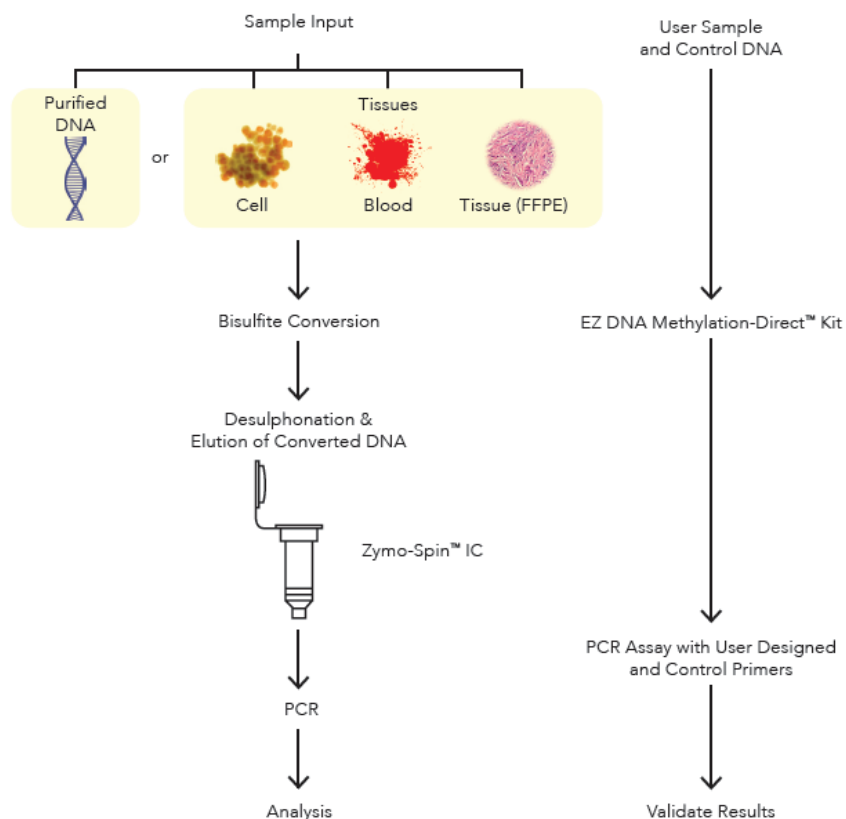 Sample Input
Purified
DNA
or
Tissues
Cell
Blood
Tissue (FFPE)
Bisulfite Conversion
Desulphonation &
Elution of Converted DNA
Zymo-Spin™ IC
PCR
Analysis
User Sample
and Control DNA
EZ DNA Methylation-Direct™ Kit
PCR Assay with User Designed
and Control Primers
Validate Results